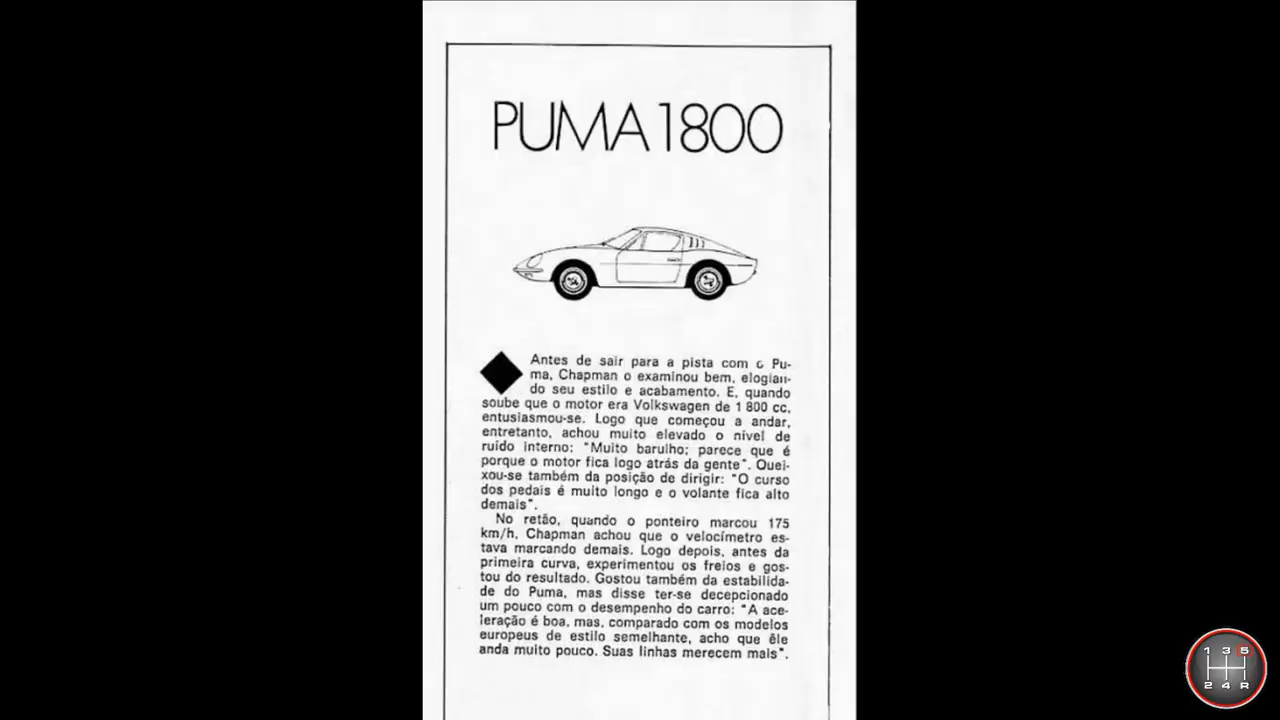 PUMA 1800
Antes de sair para a pista com o Pu-
ma, Chapman o examinou bem, elogian-
do seu estilo e acabamento. E, quando
soube que o motor era Volkswagen de 1 800 cc,
entusiasmou-se. Logo que começou a andar,
entretanto, achou muito elevado o nível de
ruído interno: "Muito barulho; parece que é
porque o motor fica logo atrás da gente". Quei-
xou-se também da posição de dirigir: "O curso
dos pedais é muito longo e o volante fica alto
demais".
No retão, quando o ponteiro marcou 175
km/h, Chapman achou que o velocímetro es-
tava marcando demais. Logo depois, antes da
primeira curva, experimentou os freios e gos-
tou do resultado. Gostou também da estabilida-
de do Puma, mas disse ter-se decepcionado
um pouco com o desempenho do carro: "A ace-
leração é boa, mas, comparado com os modelos
europeus de estilo semelhante, acho que êle
anda muito pouco. Suas linhas merecem mais".
1 3 5
2 4 R